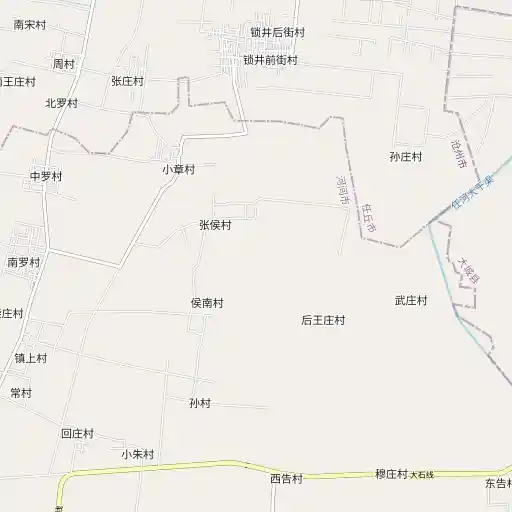 南宋村
锁井后街村
周村
锁井前街村
王庄村
张庄村
北罗村
沧州市
孙庄村
小章村
中罗村
任河大干渠
河间市
任丘市
张侯村
南罗村
大城县
侯南村
武庄村
庄村
后王庄村
镇上村
常村
孙村
回庄村
小朱村
穆庄村
大石线
西告村
东告村